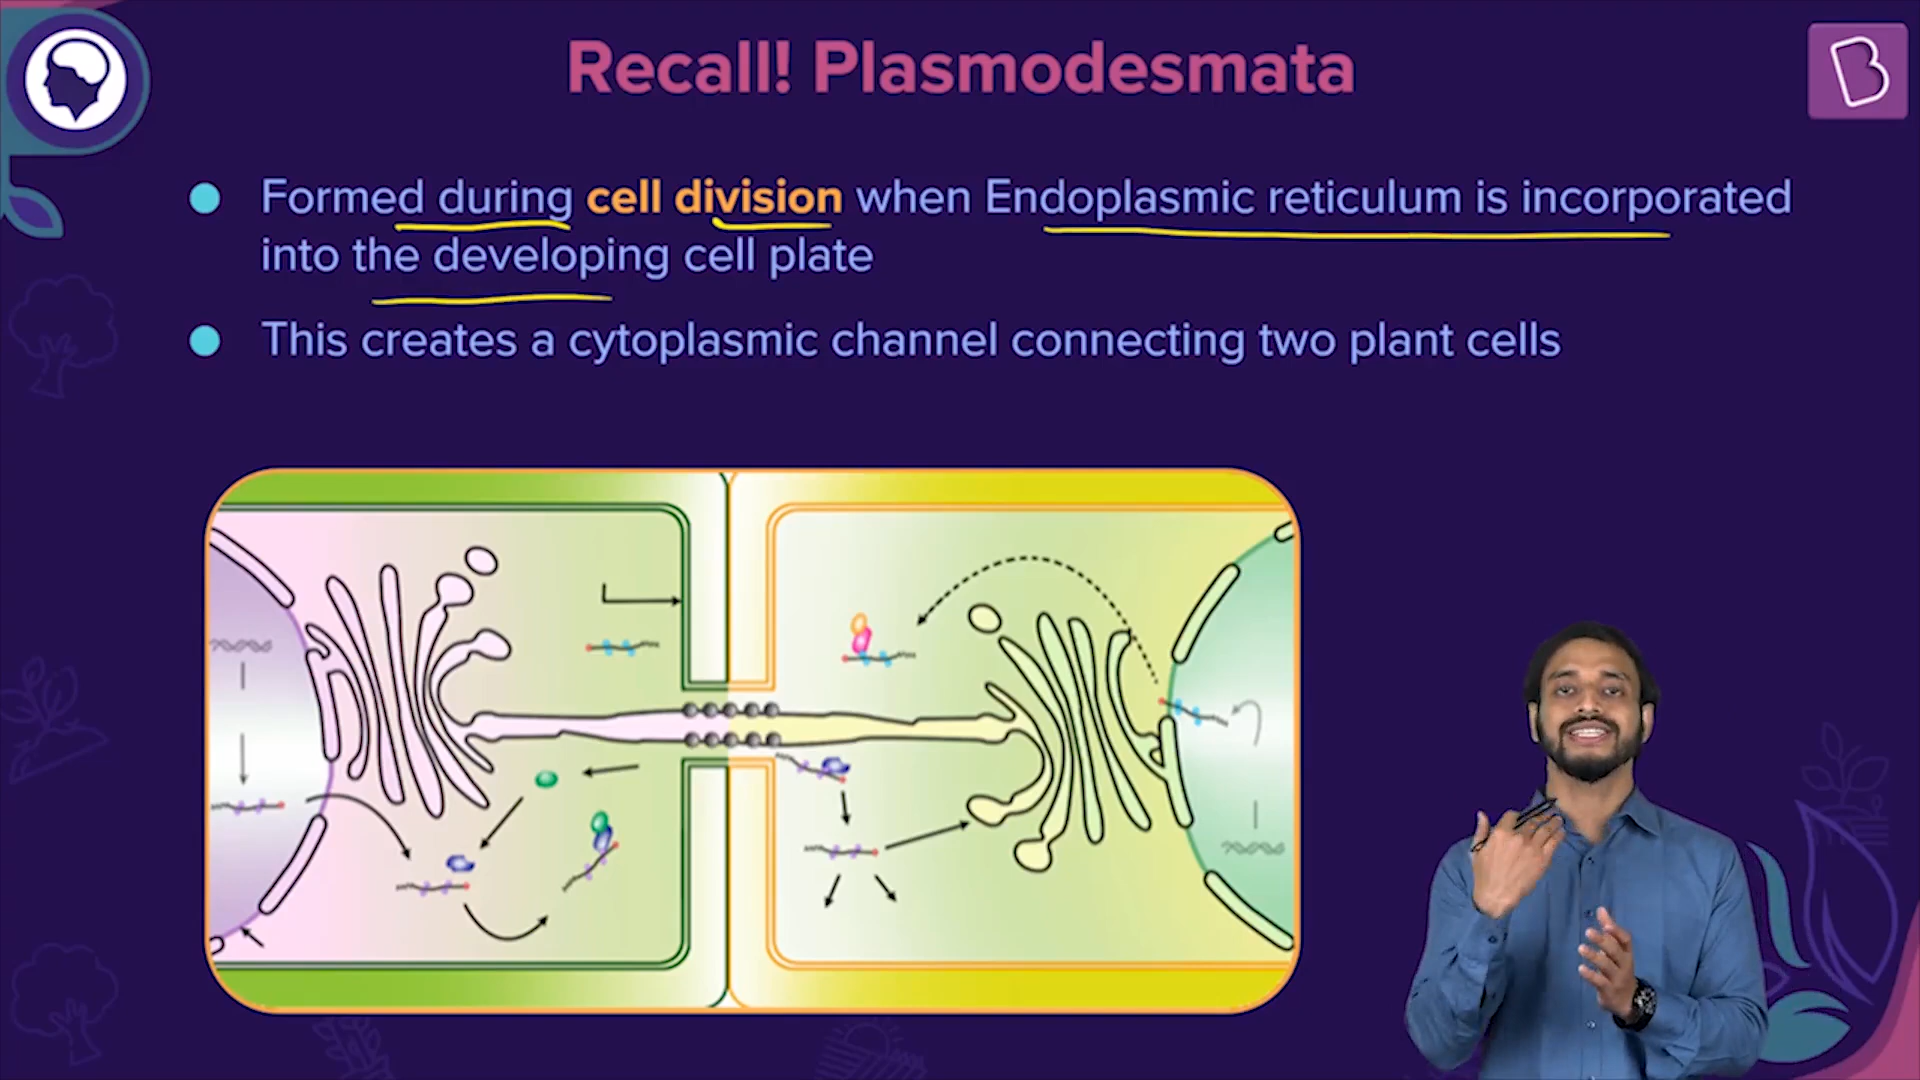 Recall! Plasmodesmata
Formed during cell division when Endoplasmic reticulum is incorporated
into the developing cell plate
This creates a cytoplasmic channel connecting two plant cells